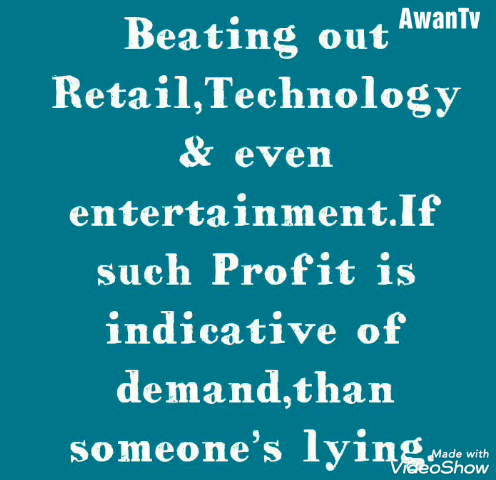 AwanTv
Beating out
Retail,Technology
& even
entertainment.If
such Profit is
indicative of
demand,than
someone's lying.
Made with
VideoShow